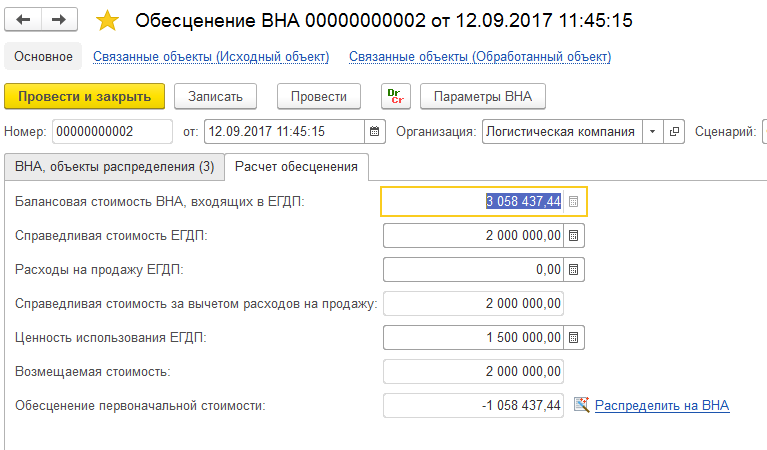 Обесценение ВНА 00000000002 от 12.09.2017 11:45:15
Основное Связанные объекты (Исходный объект) Связанные объекты (Обработанный объект)
Провести и закрыть Записать Провести Dr Cr Параметры ВНА
Номер: 00000000002 от: 12.09.2017 11:45:15 Организация: Логистическая компания Сценарий:
ВНА, объекты распределения (3) Расчет обесценения
Балансовая стоимость ВНА, входящих в ЕГДП: 3 058 437,44
Справедливая стоимость ЕГДП: 2 000 000,00
Расходы на продажу ЕГДП: 0,00
Справедливая стоимость за вычетом расходов на продажу: 2 000 000,00
Ценность использования ЕГДП: 1 500 000,00
Возмещаемая стоимость: 2 000 000,00
Обесценение первоначальной стоимости: -1 058 437,44 Распределить на ВНА